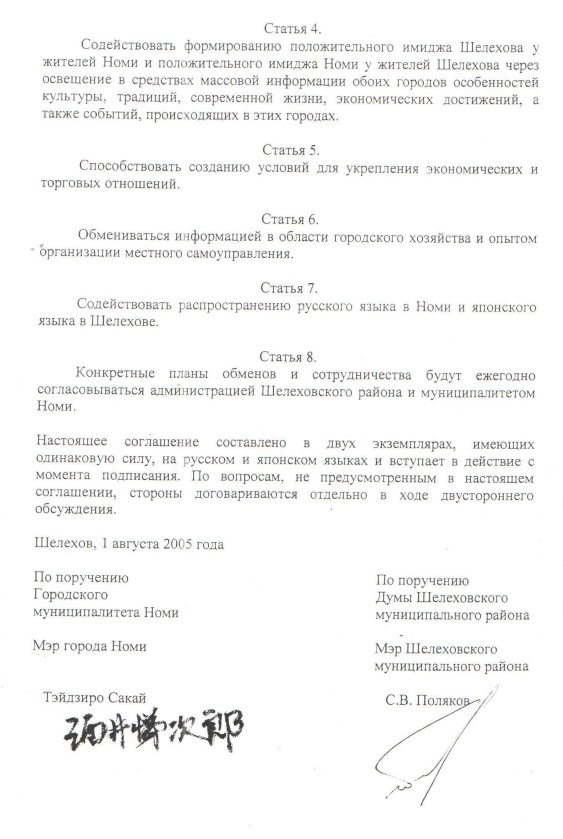 Статья 4.
Содействовать формированию положительного имиджа Шелехова у
жителей Номи и положительного имиджа Номи у жителей Шелехова через
освещение в средствах массовой информации обоих городов особенностей
культуры, традиций, современной жизни, экономических достижений, а
также событий, происходящих в этих городах.
Статья 5.
Способствовать созданию условий для укрепления экономических и
торговых отношений.
Статья 6.
Обмениваться информацией в области городского хозяйства и опытом
организации местного самоуправления.
Статья 7.
Содействовать распространению русского языка в Номи и японского
языка в Шелехове.
Статья 8.
Конкретные планы обменов и сотрудничества будут ежегодно
согласовываться администрацией Шелеховского района и муниципалитетом
Номи.
Настоящее соглашение составлено в двух экземплярах, имеющих
одинаковую силу, на русском и японском языках и вступает в действие с
момента подписания. По вопросам, не предусмотренным в настоящем
соглашении, стороны договариваются отдельно в ходе двустороннего
обсуждения.
Шелехов, 1 августа 2005 года
По поручению
Городского
муниципалитета Номи
Мэр города Номи
Тэйдзиро Сакай
酒井悌次郎
По поручению
Думы Шелеховского
муниципального района
Мэр Шелеховского
муниципального района
С.В. Поляков